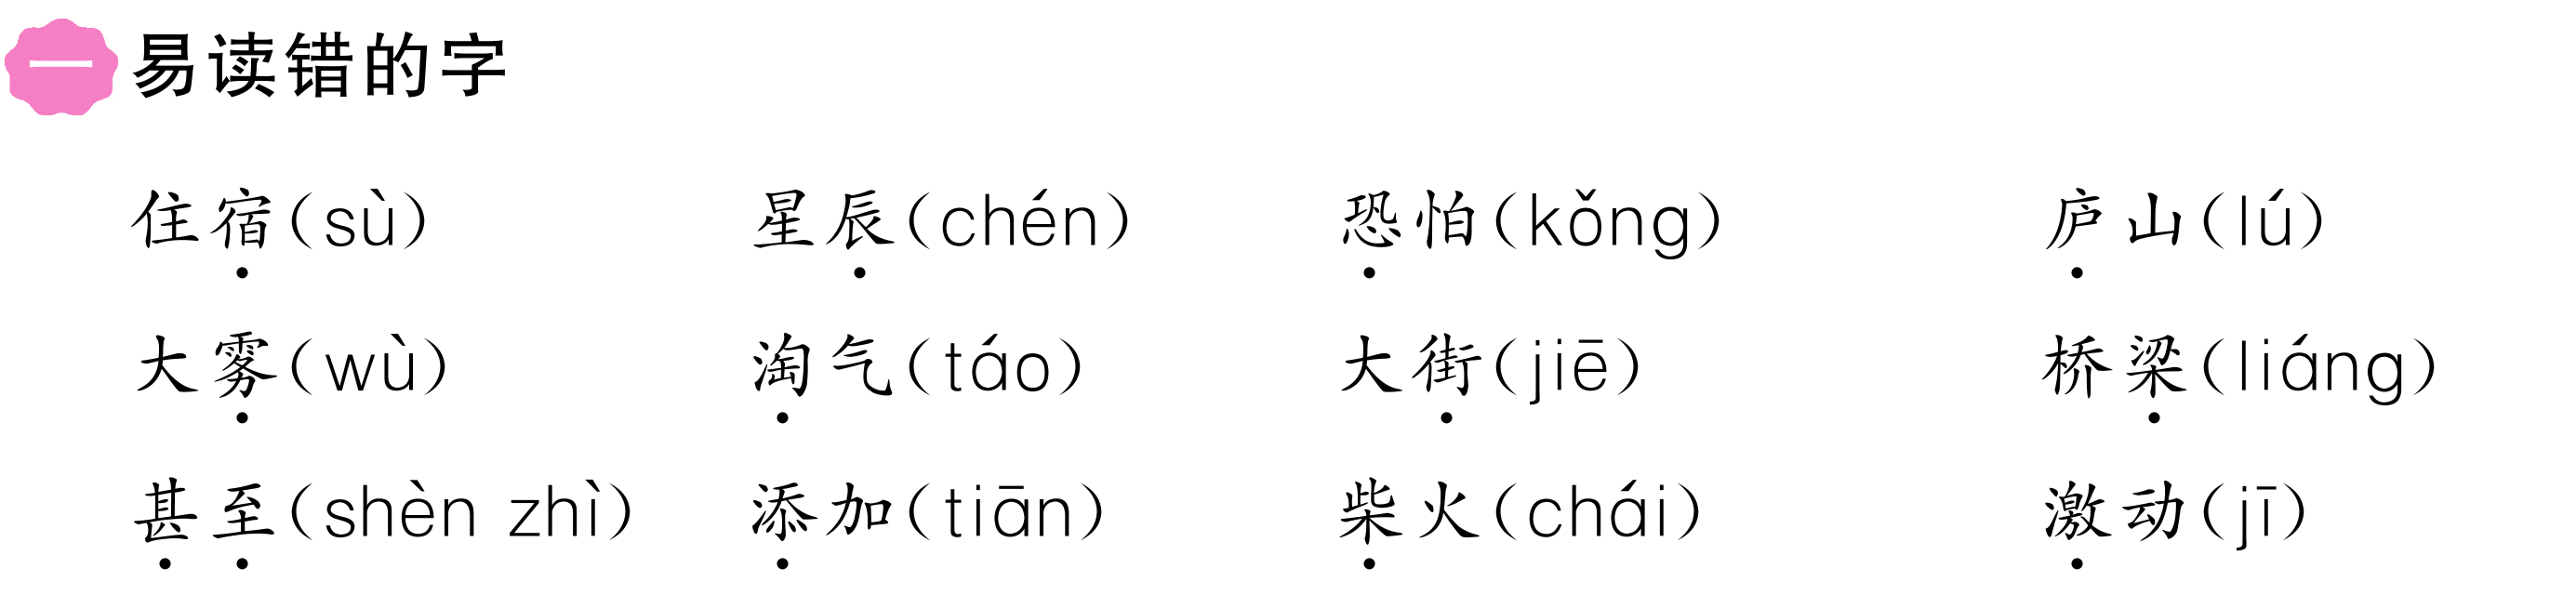 一 易读错的字
住宿(sù) 星辰(chén) 恐怕(kǒng) 庐山(lú)
大雾(wù) 淘气(táo) 大街(jiē) 桥梁(liáng)
甚至(shèn zhì) 添加(tiān) 柴火(chái) 激动(jī)